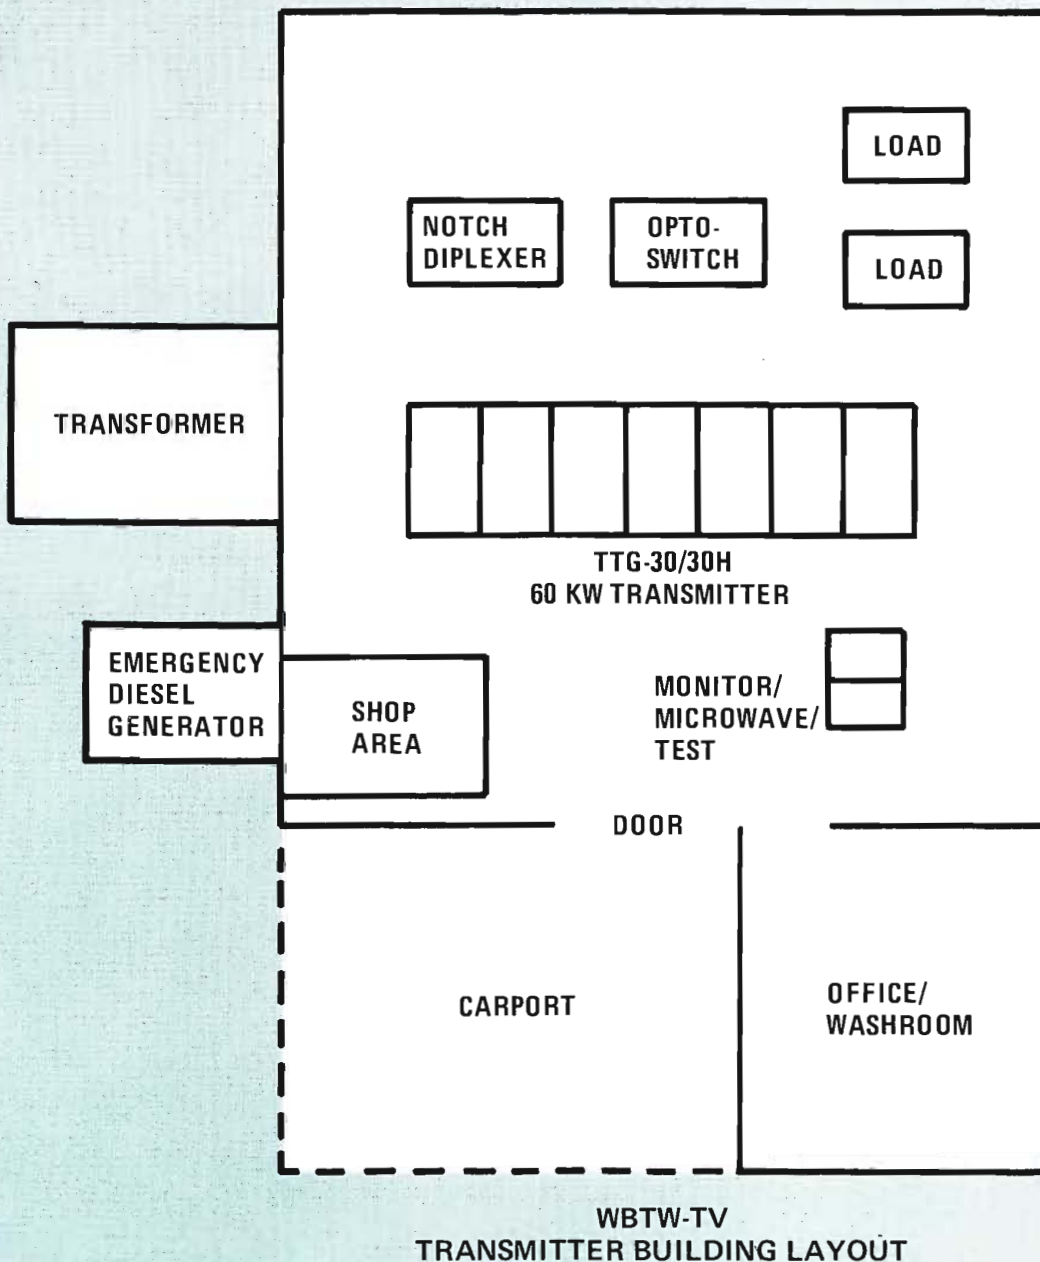 LOAD
NOTCH
DIPLEXER
OPTO-
SWITCH
LOAD
TRANSFORMER
TTG-30/30H
60 KW TRANSMITTER
EMERGENCY
DIESEL
GENERATOR
SHOP
AREA
MONITOR/
MICROWAVE/
TEST
DOOR
CARPORT
OFFICE/
WASHROOM
WBTW-TV
TRANSMITTER BUILDING LAYOUT